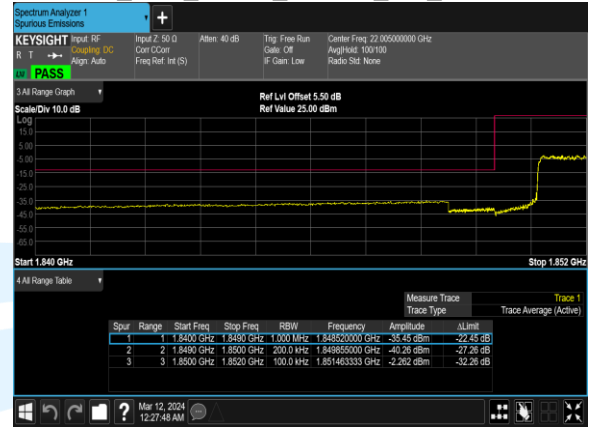 Spectrum Analyzer 1
Spurious Emissions
KEYSIGHT Input: RF Input Z: 50 Ω Atten: 40 dB Trig: Free Run Center Freq: 22.005000000 GHz
R T Coupling: DC Corr CCorr Gate: Off Avg|Hold: 100/100
Align: Auto Freq Ref: Int (S) IF Gain: Low Radio Std: None
PASS
3 All Range Graph
Ref Lvl Offset 5.50 dB
Scale/Div 10.0 dB Ref Value 25.00 dBm
Log
15.0
5.00
-5.00
-15.0
-25.0
-35.0
-45.0
-55.0
-65.0
Start 1.840 GHz Stop 1.852 GHz
4 All Range Table
Measure Trace Trace 1
Trace Type Trace Average (Active)
Spur Range Start Freq Stop Freq RBW Frequency Amplitude ΔLimit
1 1 1.8400 GHz 1.8490 GHz 1.000 MHz 1.848520000 GHz -35.45 dBm -22.45 dB
2 2 1.8490 GHz 1.8500 GHz 200.0 kHz 1.849855000 GHz -40.26 dBm -27.26 dB
3 3 1.8500 GHz 1.8520 GHz 100.0 kHz 1.851463333 GHz -2.262 dBm -32.26 dB
? Mar 12, 2024
12:27:48 AM